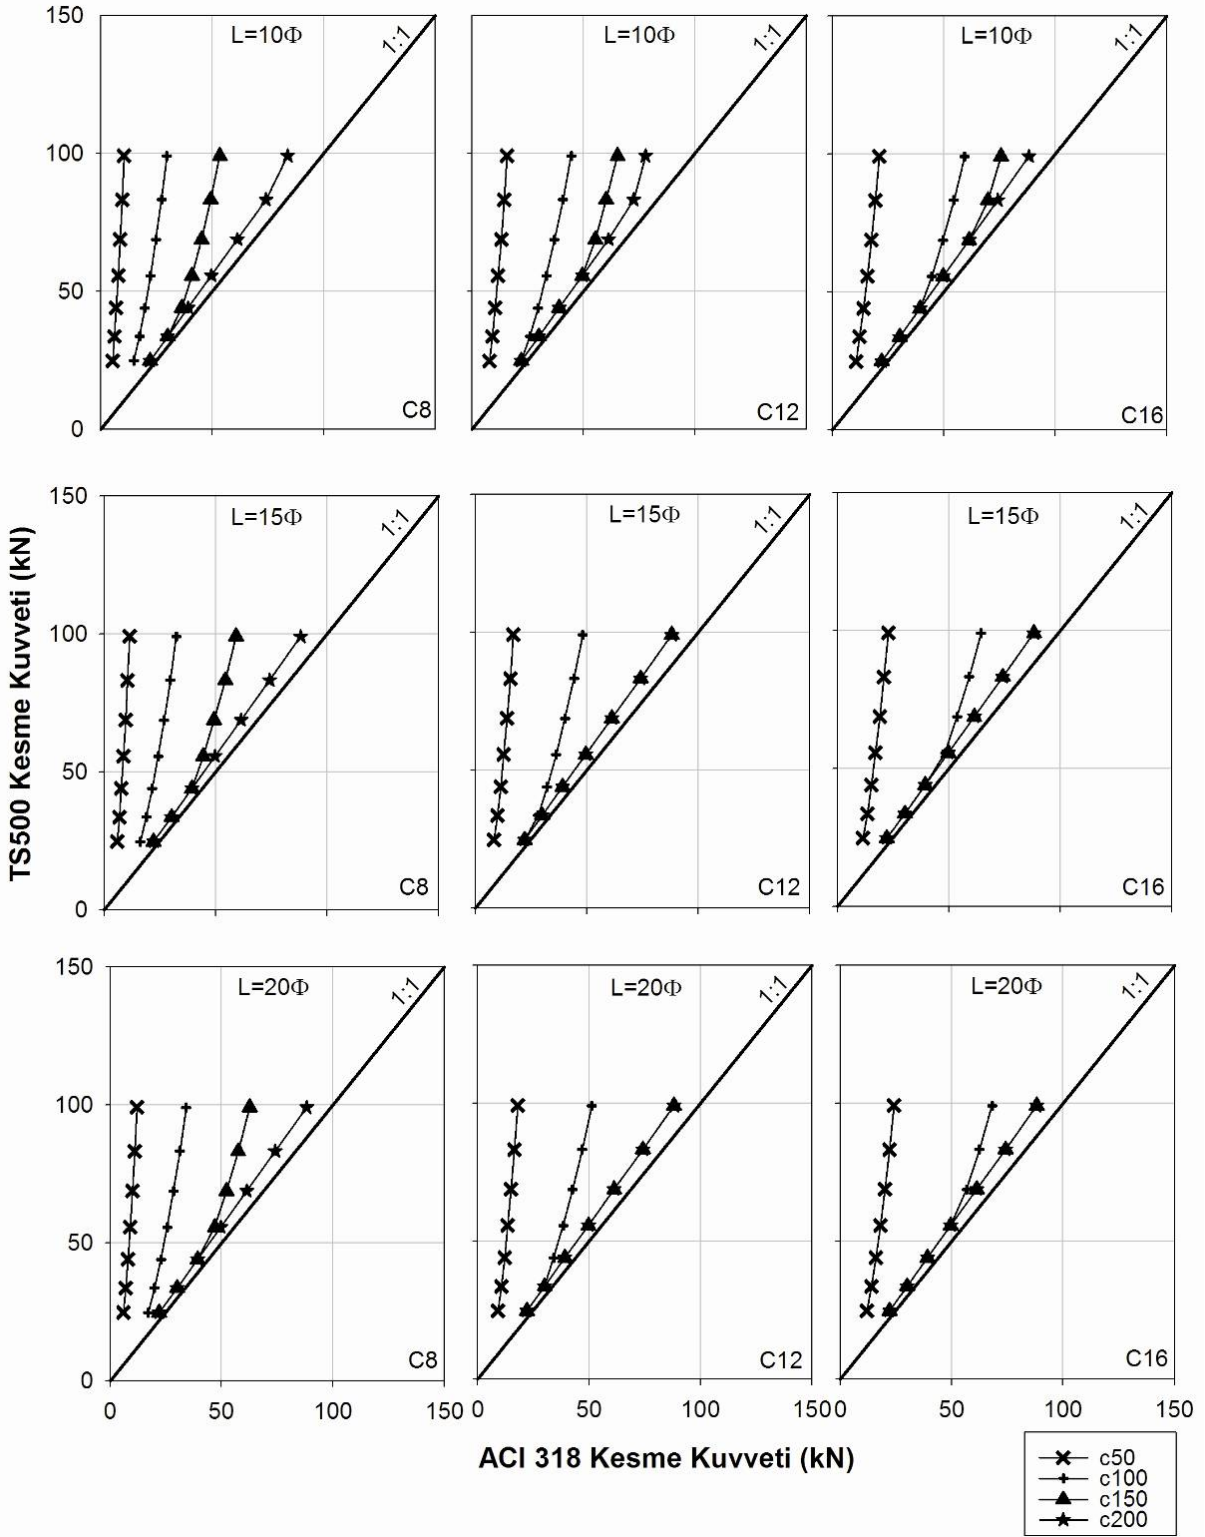 150
100
50
0
L=10Φ
1:1
C8
L=10Φ
1:1
C12
L=10Φ
1:1
C16
TS500 Kesme Kuvveti (kN)
150
100
50
0
L=15Φ
1:1
C8
L=15Φ
1:1
C12
L=15Φ
1:1
C16
150
100
50
0
L=20Φ
1:1
C8
L=20Φ
1:1
C12
L=20Φ
1:1
C16
0 50 100 150 0 50 100 150 0 50 100 150
ACI 318 Kesme Kuvveti (kN)
c50
c100
c150
c200